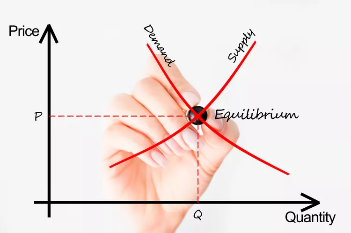 Price
Demand
Supply
P
Equilibrium
Q
Quantity